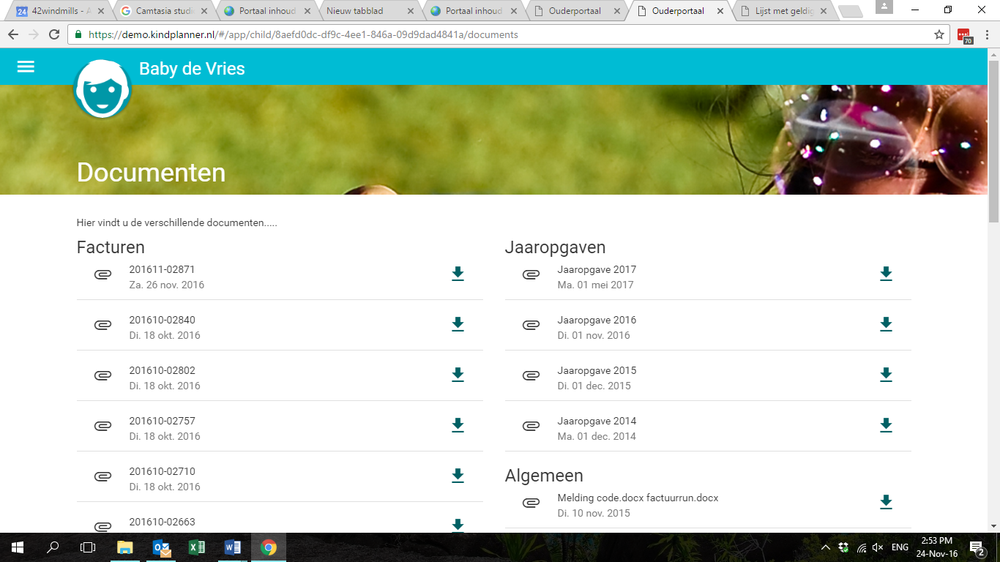 24 42windmills - A
Camtasia studi
Portaal inhoud
Nieuw tabblad
Portaal inhoud
Ouderportaal
Ouderportaal
Lijst met geldig
https://demo.kindplanner.nl/#/app/child/8aefd0dc-df9c-4ee1-846a-09d9dad4841a/documents
70
Baby de Vries
Documenten
Hier vindt u de verschillende documenten.....
Facturen
201611-02871
Za. 26 nov. 2016
201610-02840
Di. 18 okt. 2016
201610-02802
Di. 18 okt. 2016
201610-02757
Di. 18 okt. 2016
201610-02710
Di. 18 okt. 2016
201610-02663
Jaaropgaven
Jaaropgave 2017
Ma. 01 mei 2017
Jaaropgave 2016
Di. 01 nov. 2016
Jaaropgave 2015
Di. 01 dec. 2015
Jaaropgave 2014
Ma. 01 dec. 2014
Algemeen
Melding code.docx factuurrun.docx
Di. 10 nov. 2015
ENG
2:53 PM
24-Nov-16
2